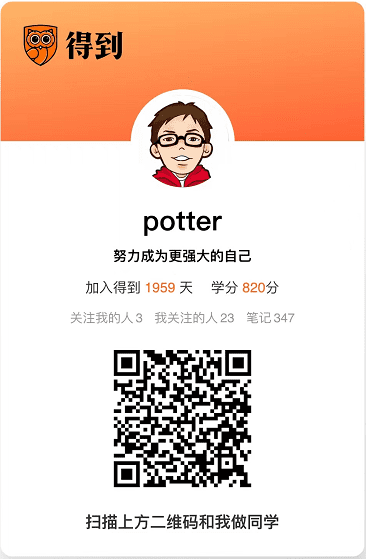 得到
potter
努力成为更强大的自己
加入得到 1959 天 学分 820分
关注我的人 3 我关注的人 23 笔记 347
扫描上方二维码和我做同学